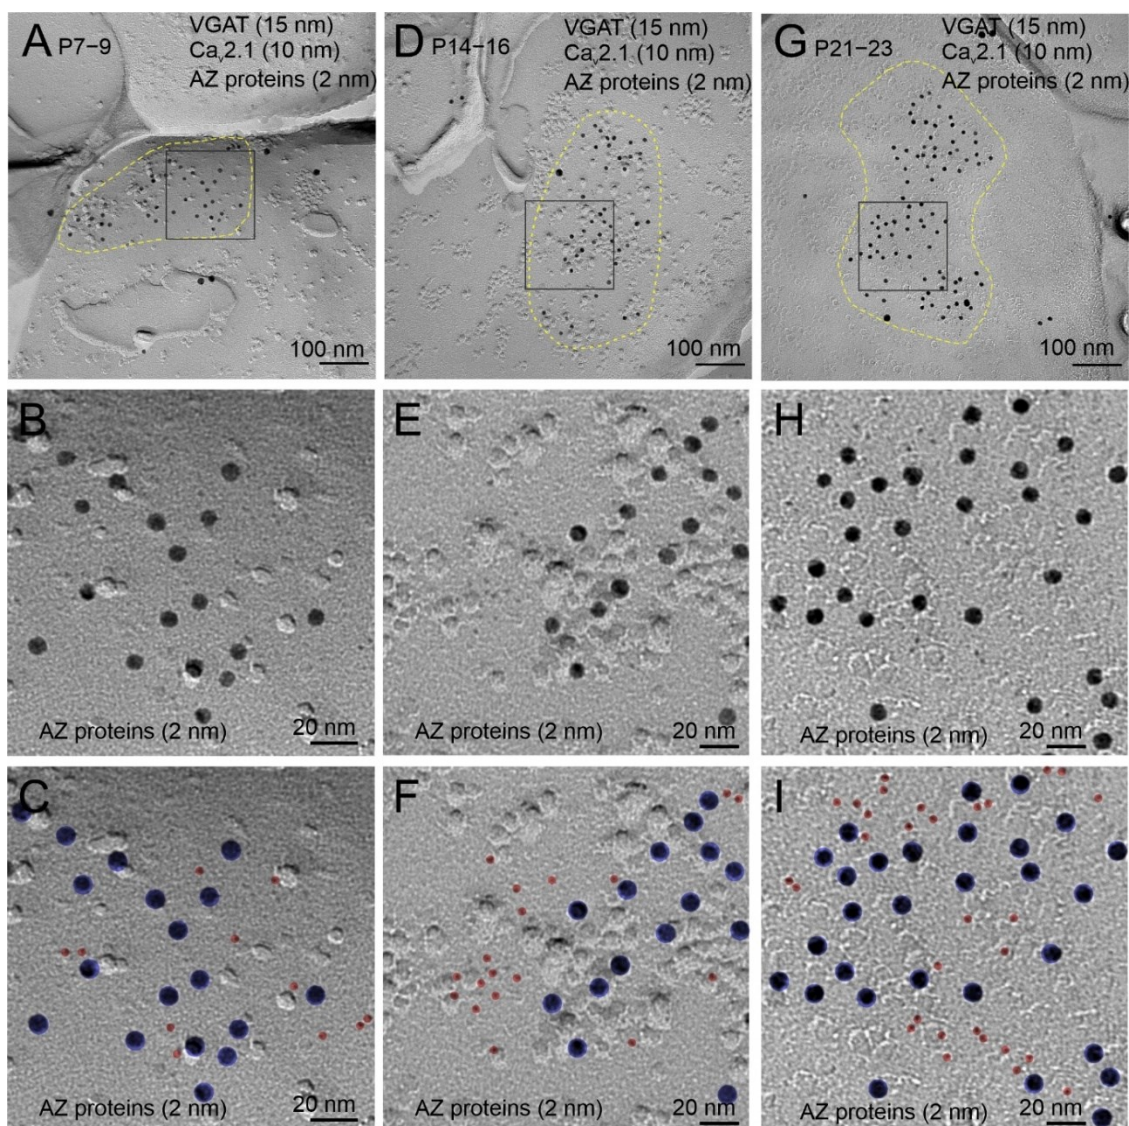 A P7–9
VGAT (15 nm)
Cav2.1 (10 nm)
AZ proteins (2 nm)
100 nm
D P14–16
VGAT (15 nm)
Cav2.1 (10 nm)
AZ proteins (2 nm)
100 nm
G P21–23
VGAT (15 nm)
Cav2.1 (10 nm)
AZ proteins (2 nm)
100 nm
B
AZ proteins (2 nm)
20 nm
E
AZ proteins (2 nm)
20 nm
H
AZ proteins (2 nm)
20 nm
C
AZ proteins (2 nm)
20 nm
F
AZ proteins (2 nm)
20 nm
I
AZ proteins (2 nm)
20 nm